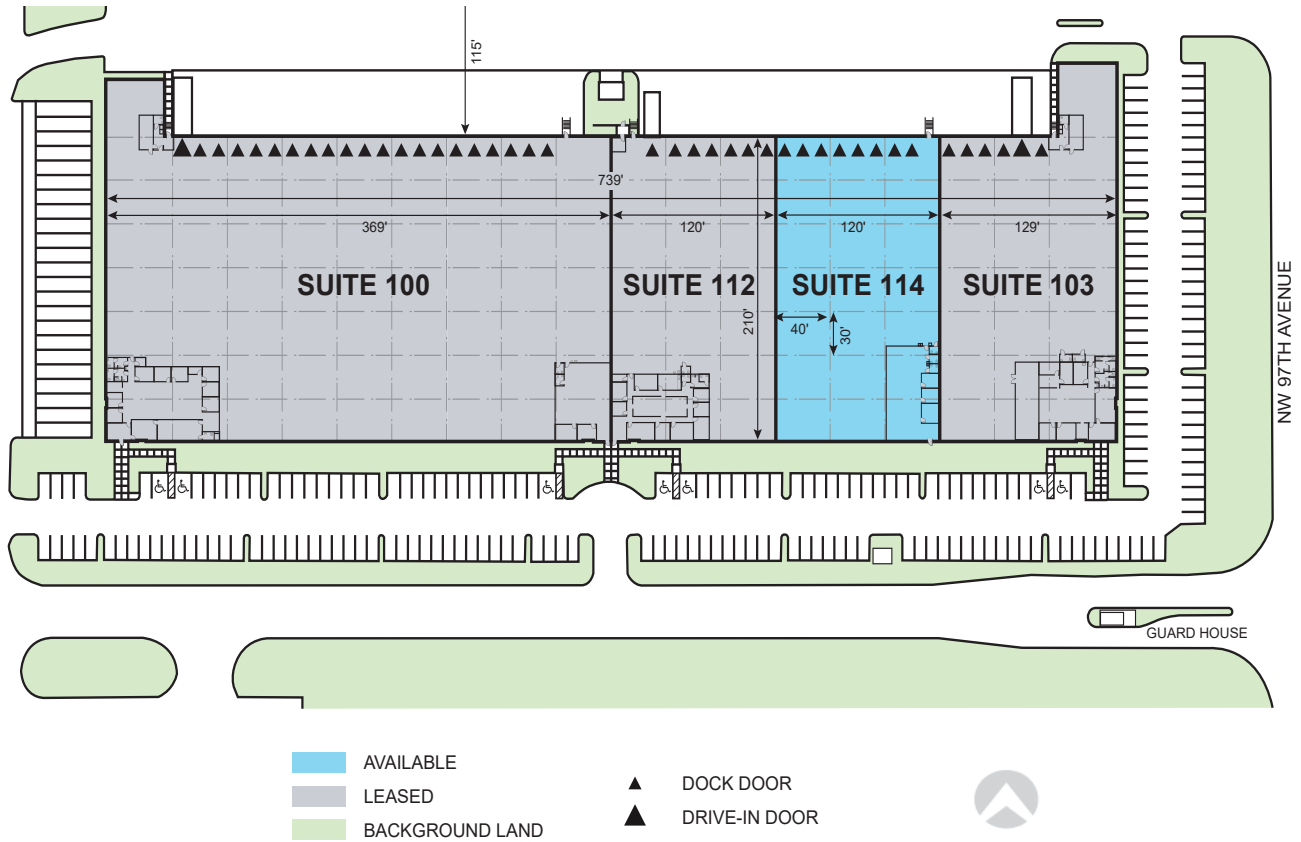 115'
739'
369'
120'
120'
129'
SUITE 100
SUITE 112
SUITE 114
SUITE 103
210'
40'
30'
NW 97TH AVENUE
GUARD HOUSE
AVAILABLE
LEASED
BACKGROUND LAND
DOCK DOOR
DRIVE-IN DOOR